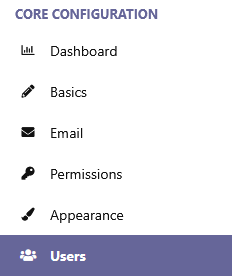 CORE CONFIGURATION
Dashboard
Basics
Email
Permissions
Appearance
Users